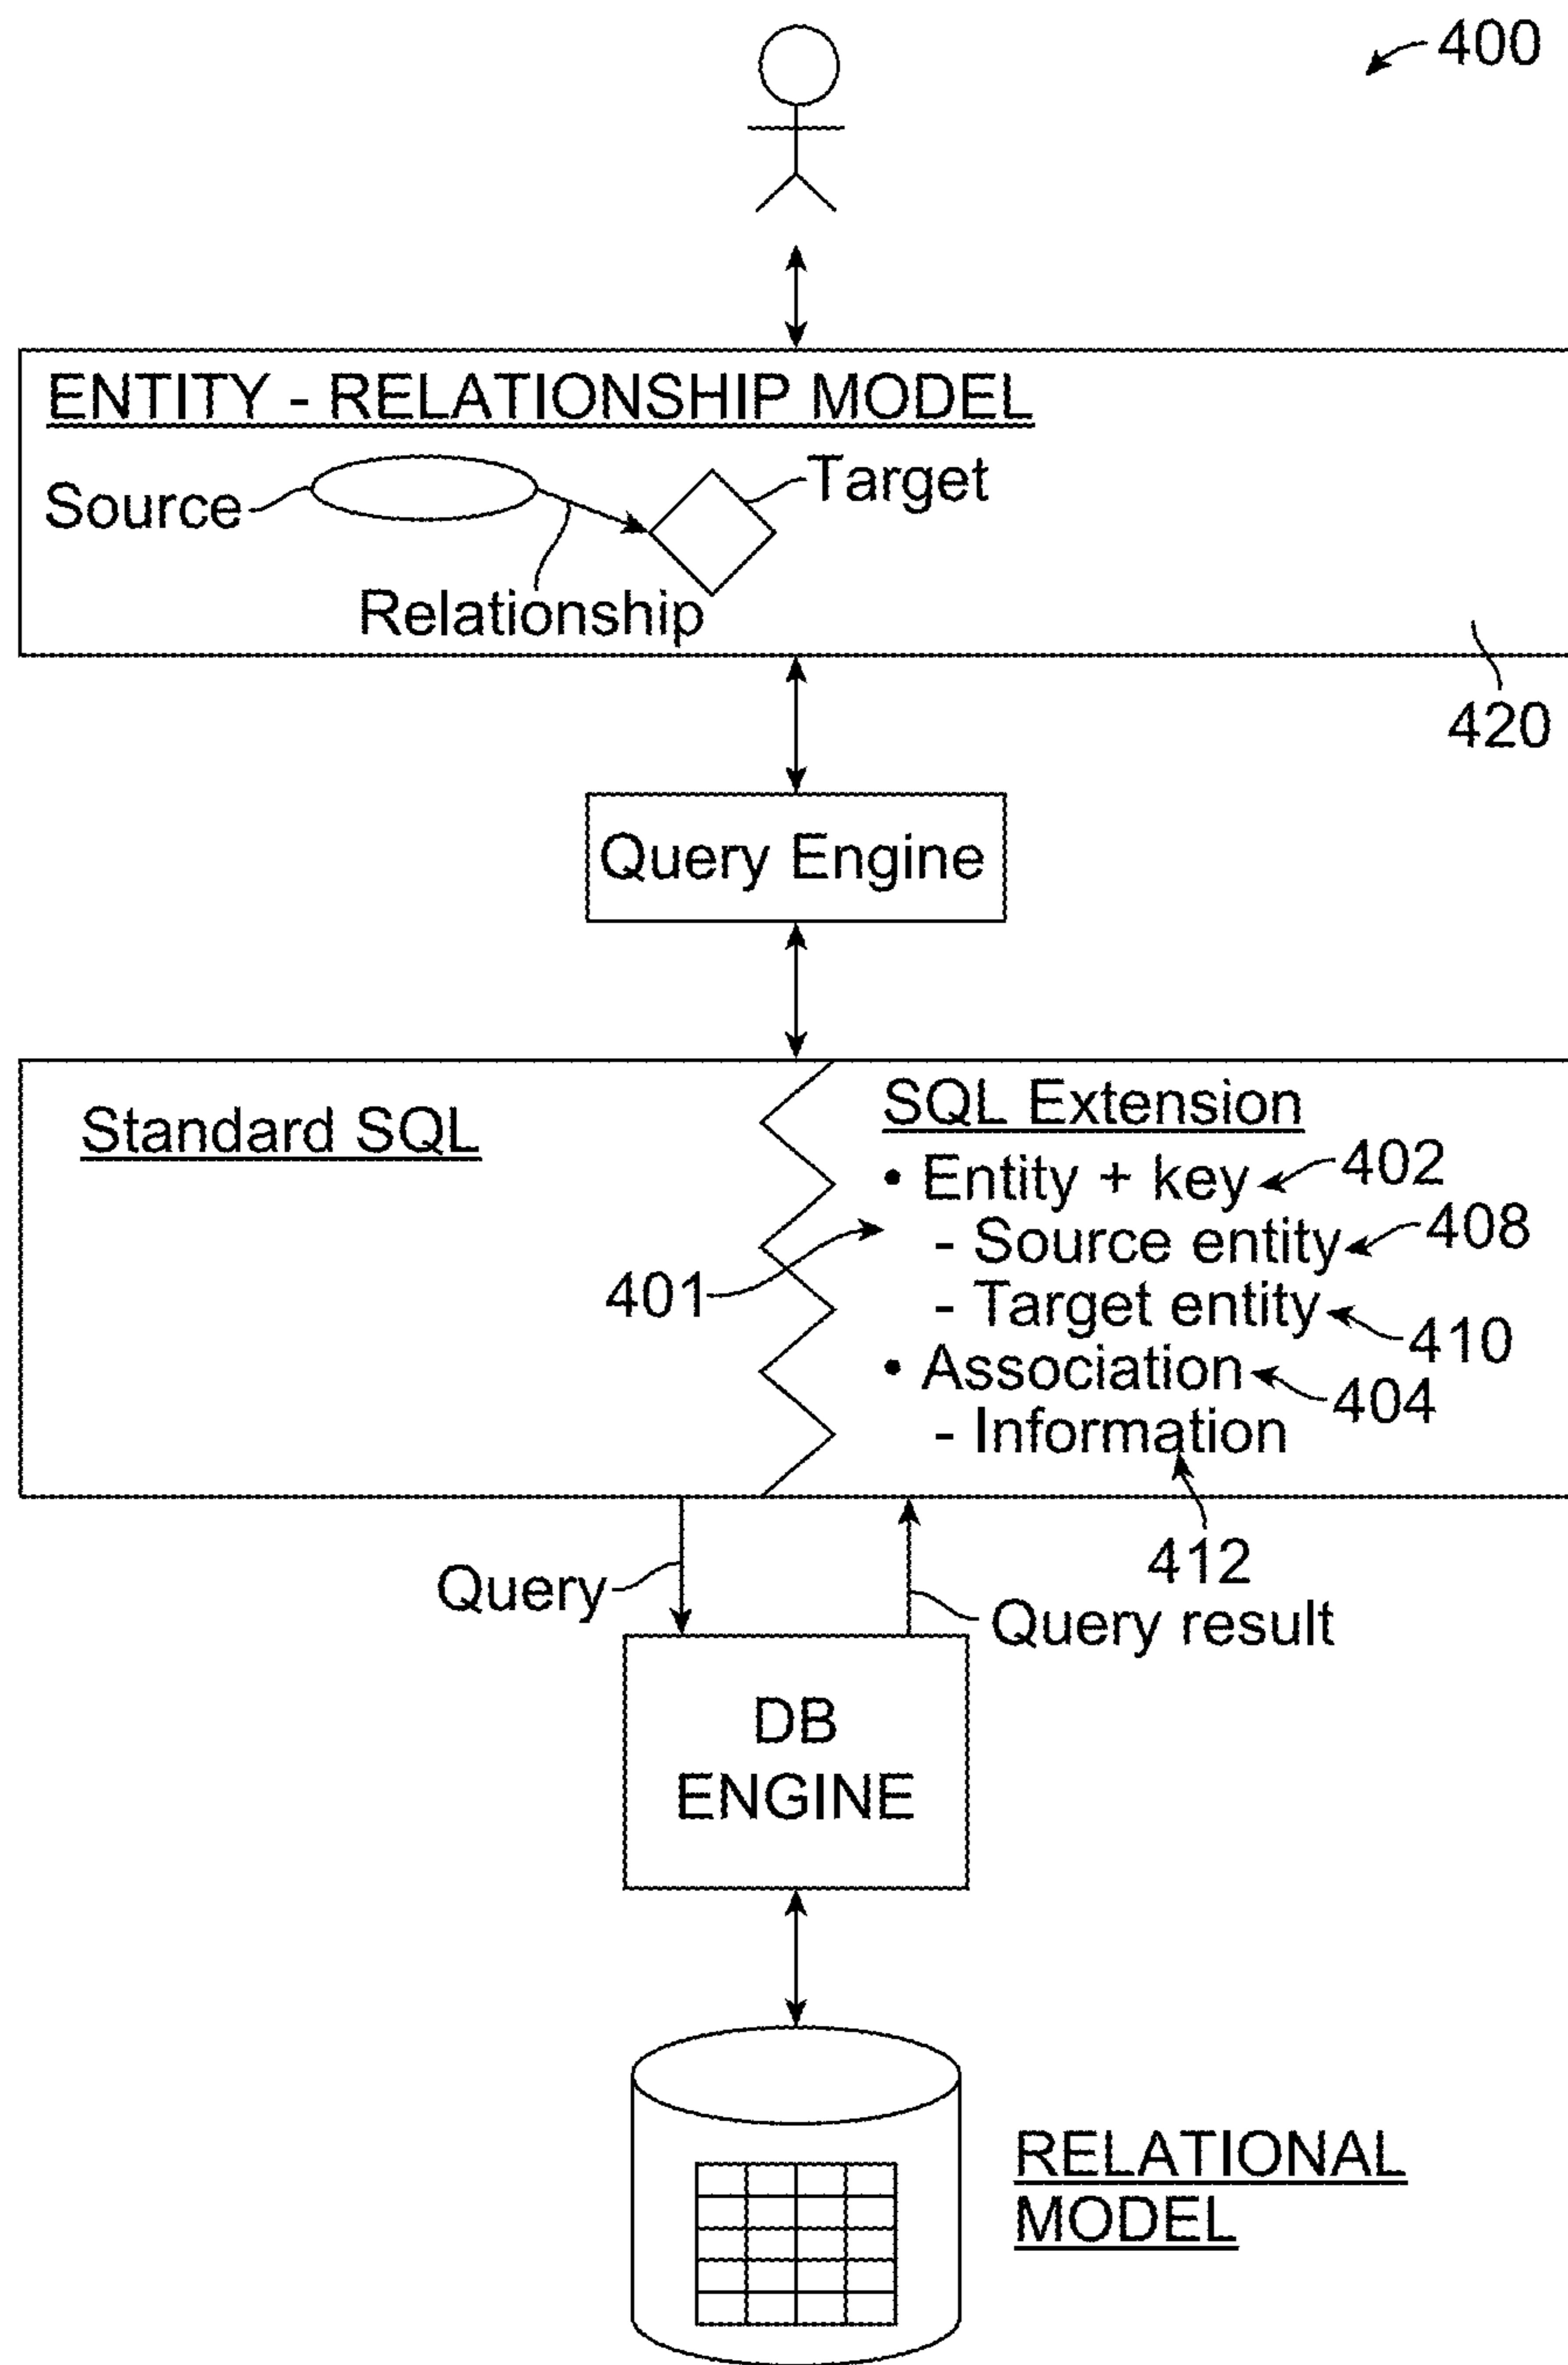 400
ENTITY - RELATIONSHIP MODEL
Source
Target
Relationship
420
Query Engine
Standard SQL
SQL Extension
• Entity + key
402
- Source entity
408
401
- Target entity
410
• Association
404
- Information
412
Query
Query result
DB
ENGINE
RELATIONAL
MODEL